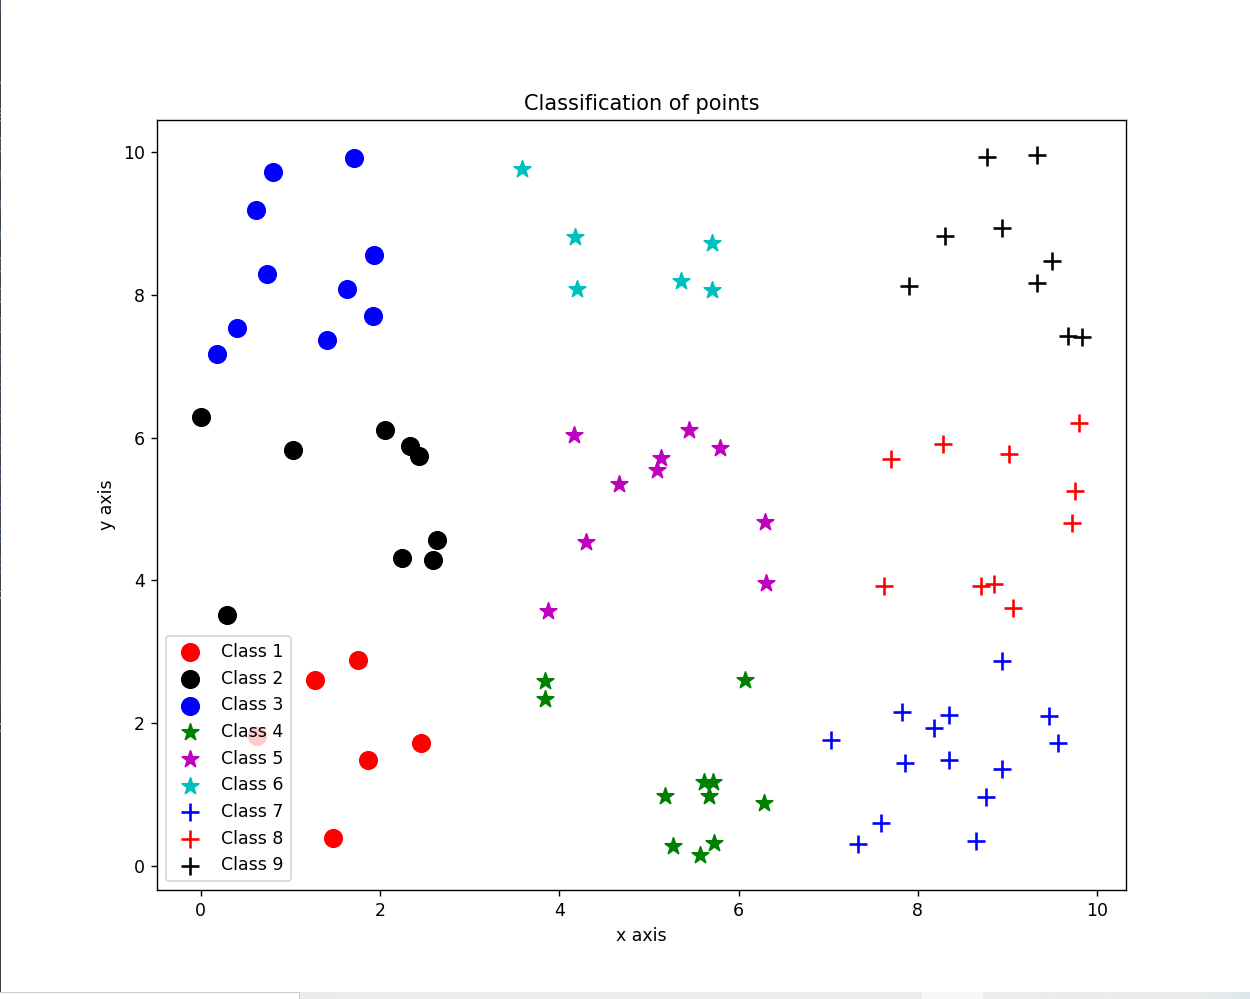 Classification of points
10
8
6
4
2
0
y axis
Class 1
Class 2
Class 3
Class 4
Class 5
Class 6
Class 7
Class 8
Class 9
0 2 4 6 8 10
x axis